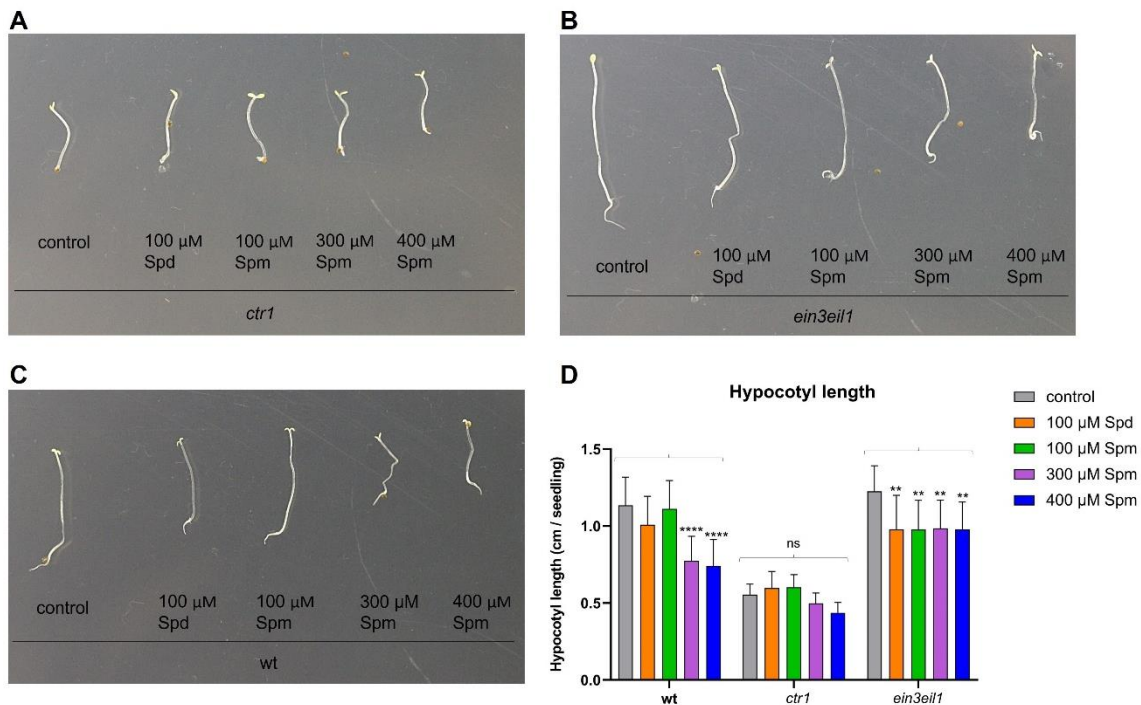 A
control
100 µM
Spd
100 µM
Spm
300 µM
Spm
400 µM
Spm
ctr1
B
control
100 µM
Spd
100 µM
Spm
300 µM
Spm
400 µM
Spm
ein3eil1
C
control
100 µM
Spd
100 µM
Spm
300 µM
Spm
400 µM
Spm
wt
D
Hypocotyl length
Hypocotyl length (cm / seedling)
1.5
1.0
0.5
0.0
**** ****
ns
** ** ** **
wt
ctr1
ein3eil1
control
100 µM Spd
100 µM Spm
300 µM Spm
400 µM Spm